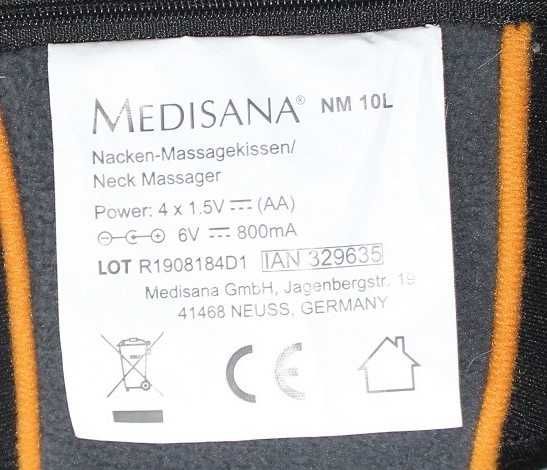 MEDISANA® NM 10L
Nacken-Massagekissen/
Neck Massager
Power: 4 x 1.5V ⎓ (AA)
6V ⎓ 800mA
LOT R1908184D1 IAN 329635
Medisana GmbH, Jagenbergstr. 19
41468 NEUSS, GERMANY
CE